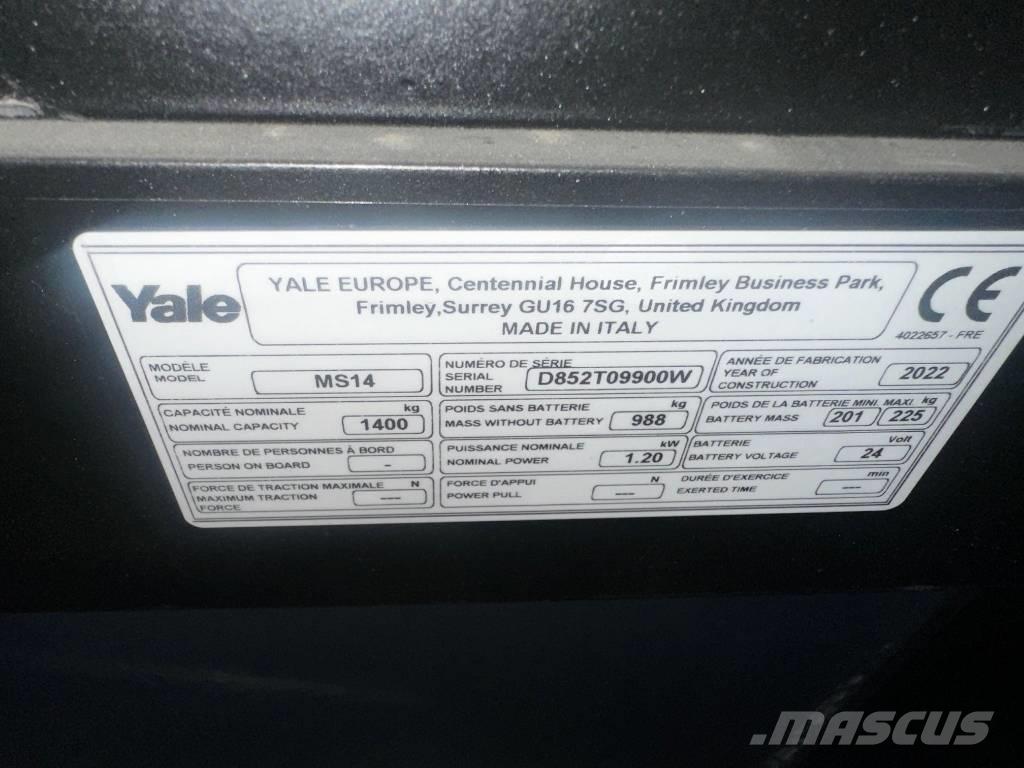 Yale
YALE EUROPE, Centennial House, Frimley Business Park,
Frimley,Surrey GU16 7SG, United Kingdom
MADE IN ITALY
CE
4022657 - FRE
MODÈLE
MODEL
MS14
NUMÉRO DE SÉRIE
SERIAL
NUMBER
D852T09900W
ANNÉE DE FABRICATION
YEAR OF
CONSTRUCTION
2022
CAPACITÉ NOMINALE kg
NOMINAL CAPACITY 1400
POIDS SANS BATTERIE kg
MASS WITHOUT BATTERY 988
POIDS DE LA BATTERIE MINI. MAXI. kg
BATTERY MASS 201 225
NOMBRE DE PERSONNES À BORD
PERSON ON BOARD -
PUISSANCE NOMINALE kW
NOMINAL POWER 1.20
BATTERIE Volt
BATTERY VOLTAGE 24
FORCE DE TRACTION MAXIMALE N
MAXIMUM TRACTION ---
FORCE
FORCE D'APPUI N
POWER PULL ---
DURÉE D'EXERCICE min
EXERTED TIME ---
MASCUS